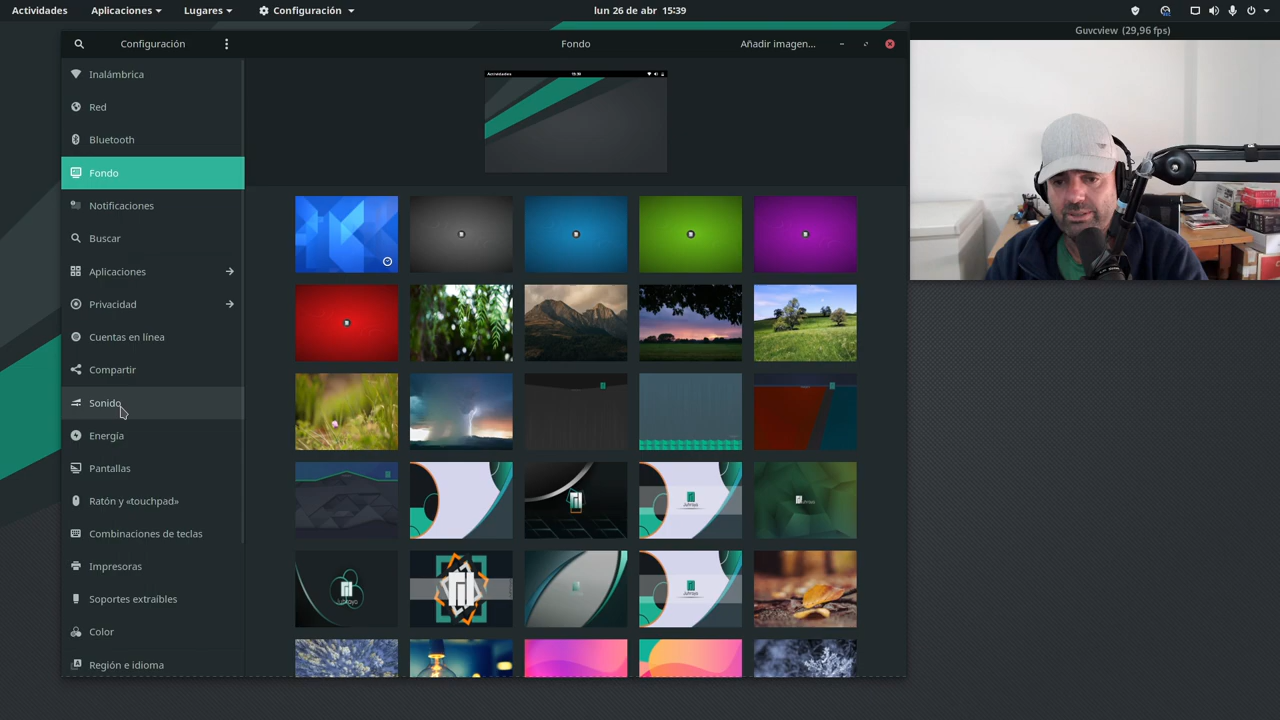 Actividades
Aplicaciones
Lugares
Configuración
lun 26 de abr 15:39
Guvcview (29,96 fps)
Configuración
Fondo
Añadir imagen...
Inalámbrica
Red
Bluetooth
Fondo
Notificaciones
Buscar
Aplicaciones
Privacidad
Cuentas en línea
Compartir
Sonido
Energía
Pantallas
Ratón y «touchpad»
Combinaciones de teclas
Impresoras
Soportes extraíbles
Color
Región e idioma
Actividades